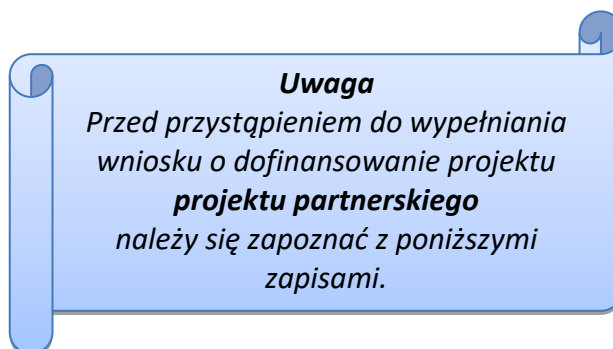 Uwaga
Przed przystąpieniem do wypełniania
wniosku o dofinansowanie projektu
projektu partnerskiego
należy się zapoznać z poniższymi
zapisami.